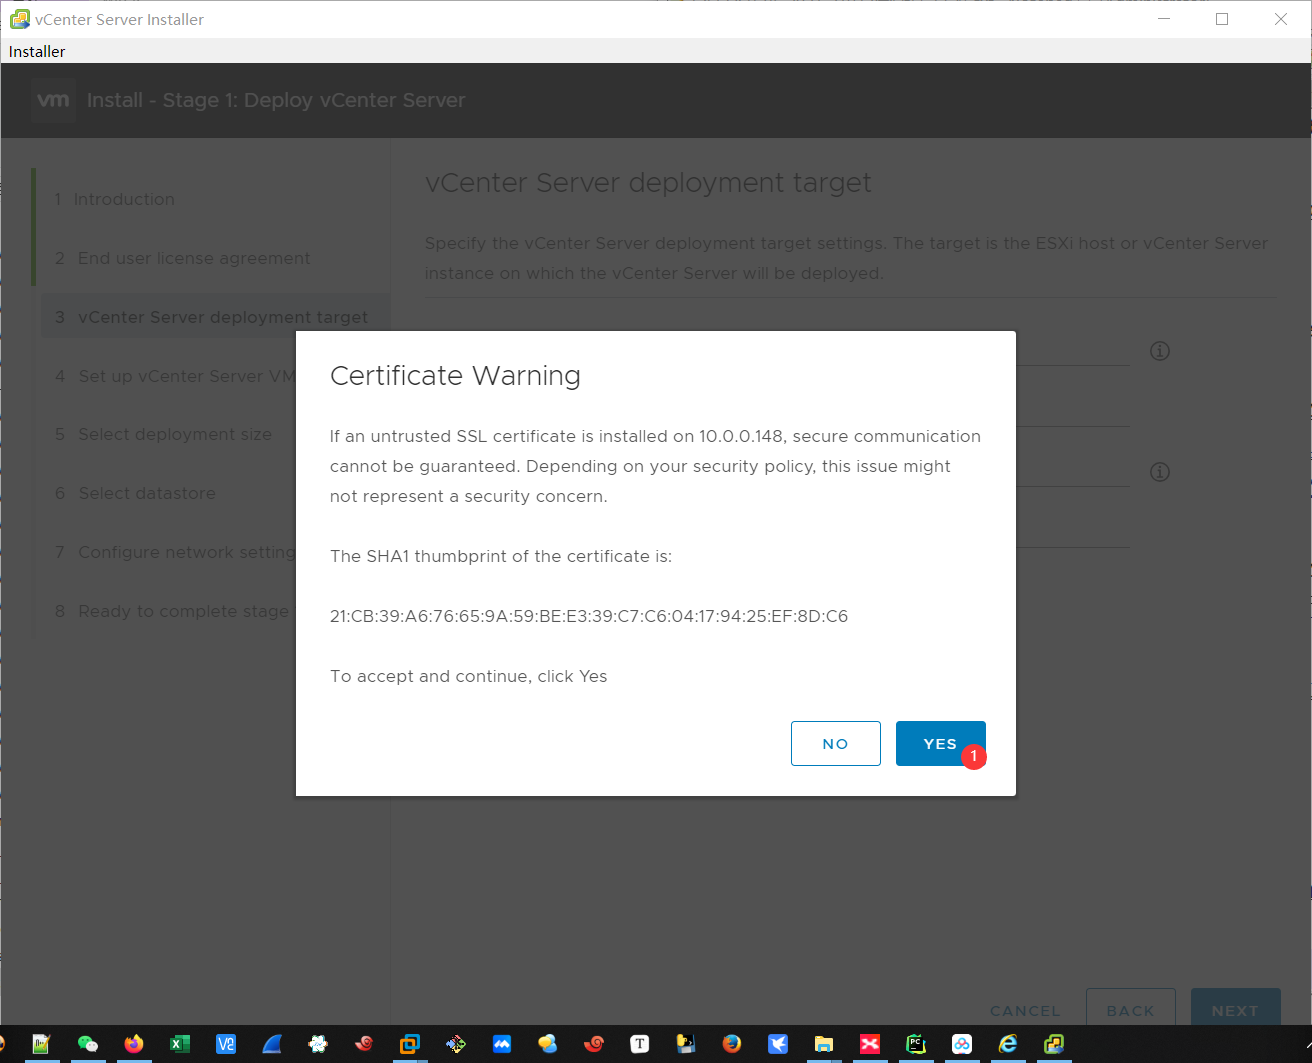 vCenter Server Installer
Installer
vm Install - Stage 1: Deploy vCenter Server
1 Introduction
2 End user license agreement
3 vCenter Server deployment target
4 Set up vCenter Server VM
5 Select deployment size
6 Select datastore
7 Configure network setting
8 Ready to complete stage
vCenter Server deployment target
Specify the vCenter Server deployment target settings. The target is the ESXi host or vCenter Server
instance on which the vCenter Server will be deployed.
Certificate Warning
If an untrusted SSL certificate is installed on 10.0.0.148, secure communication
cannot be guaranteed. Depending on your security policy, this issue might
not represent a security concern.
The SHA1 thumbprint of the certificate is:
21:CB:39:A6:76:65:9A:59:BE:E3:39:C7:C6:04:17:94:25:EF:8D:C6
To accept and continue, click Yes
NO
YES
1
CANCEL
BACK
NEXT